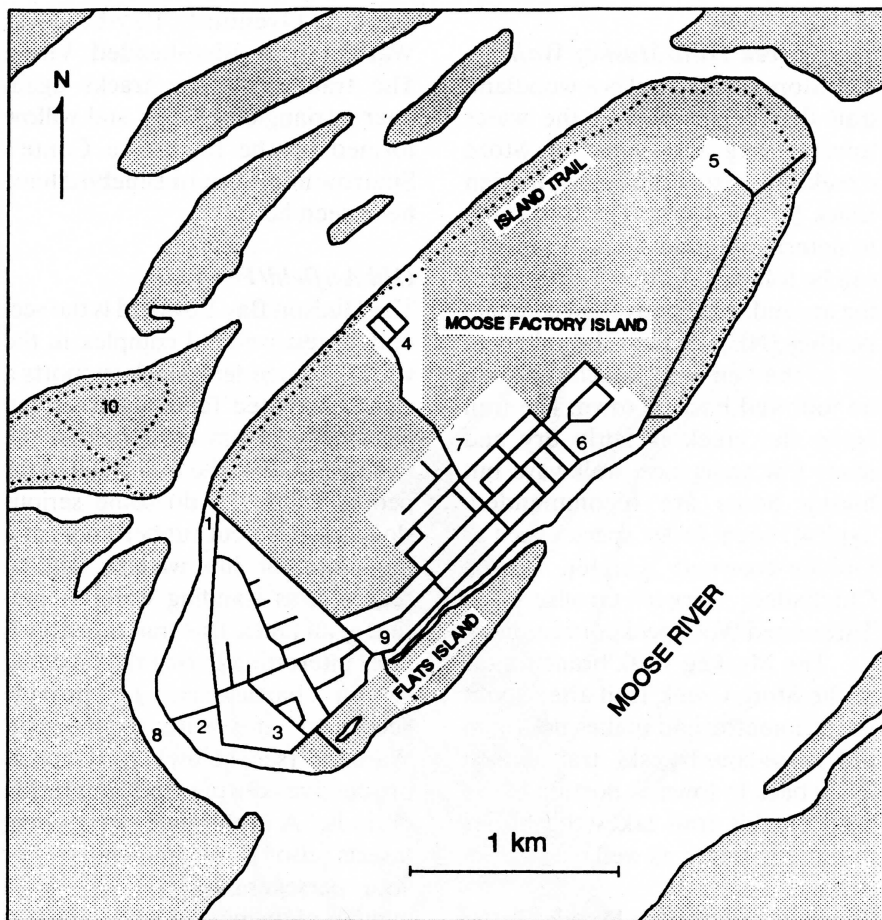 N
5
ISLAND TRAIL
MOOSE FACTORY ISLAND
4
10
7
6
1
MOOSE RIVER
9
FLATS ISLAND
2
3
8
1 km